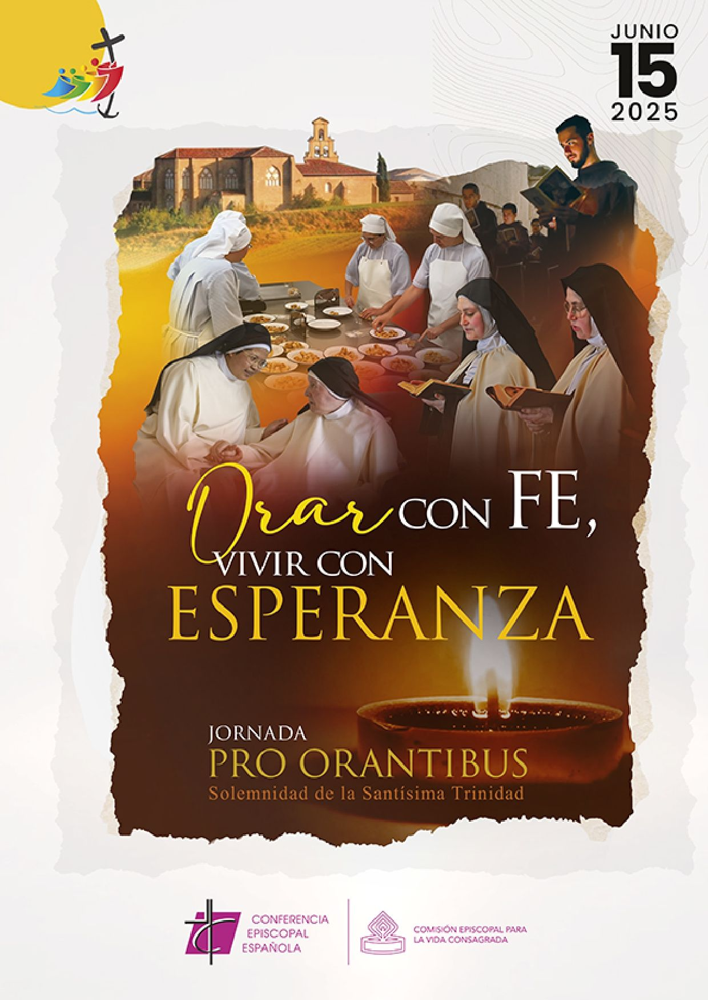 JUNIO
15
2025
Orar CON FE,
VIVIR CON
ESPERANZA
JORNADA
PRO ORANTIBUS
Solemnidad de la Santísima Trinidad
CONFERENCIA
EPISCOPAL
ESPAÑOLA
COMISIÓN EPISCOPAL PARA
LA VIDA CONSAGRADA